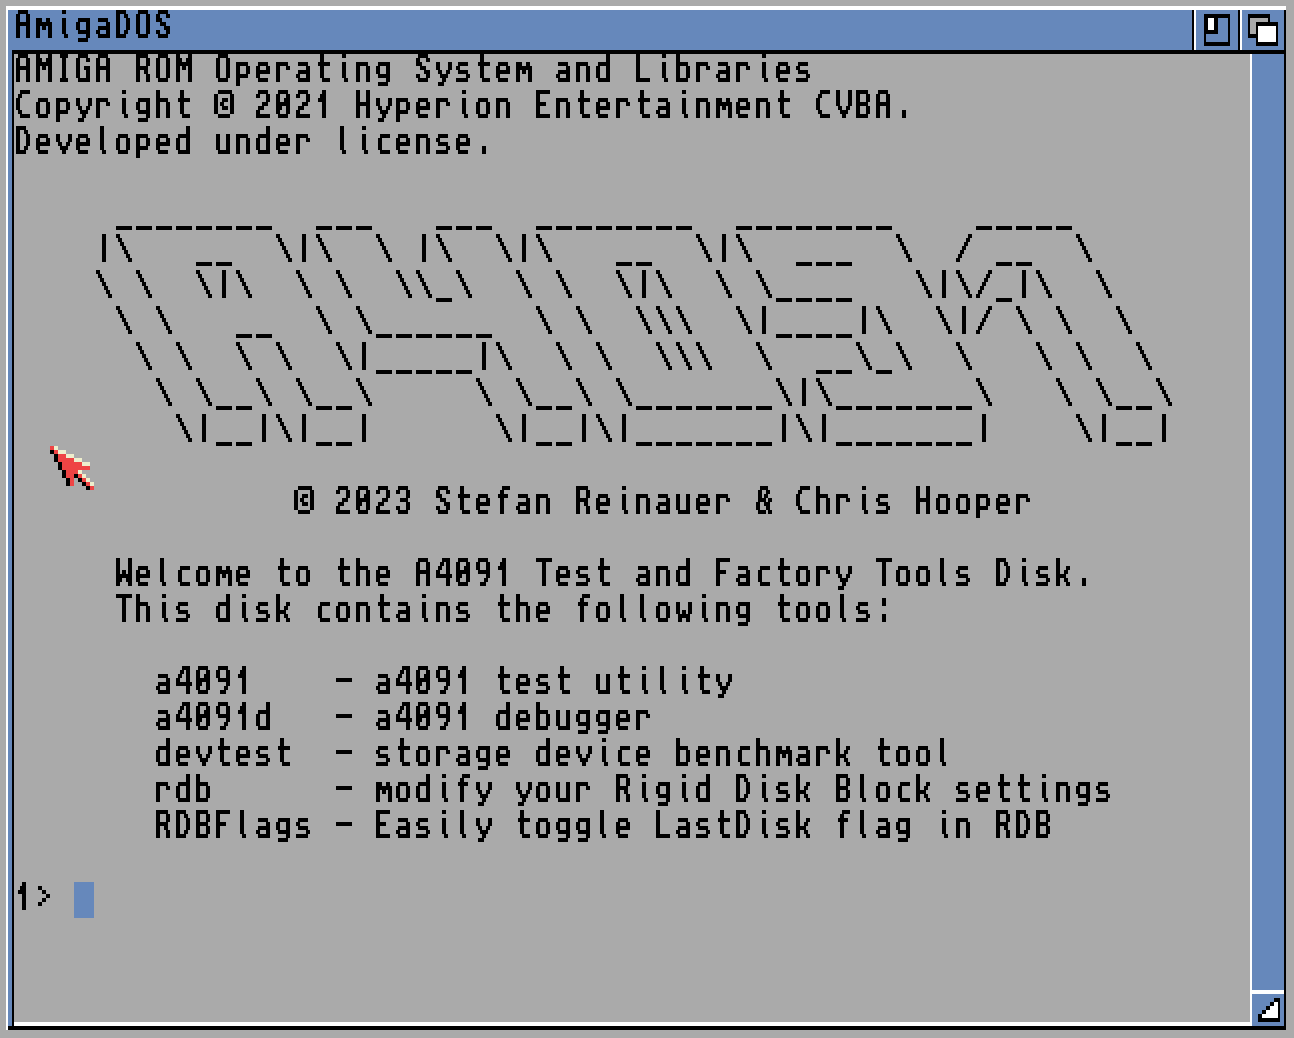 AmigaDOS
AMIGA ROM Operating System and Libraries
Copyright © 2021 Hyperion Entertainment CVBA.
Developed under license.
A4091
© 2023 Stefan Reinauer & Chris Hooper
Welcome to the A4091 Test and Factory Tools Disk.
This disk contains the following tools:
a4091 - a4091 test utility
a4091d - a4091 debugger
devtest - storage device benchmark tool
rdb - modify your Rigid Disk Block settings
RDBFlags - Easily toggle LastDisk flag in RDB
1>